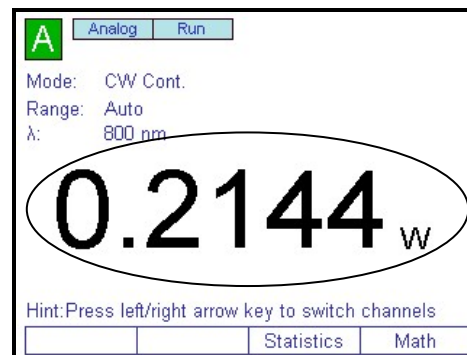 A Analog Run
Mode: CW Cont.
Range: Auto
λ: 800 nm
0.2144 W
Hint:Press left/right arrow key to switch channels
Statistics Math